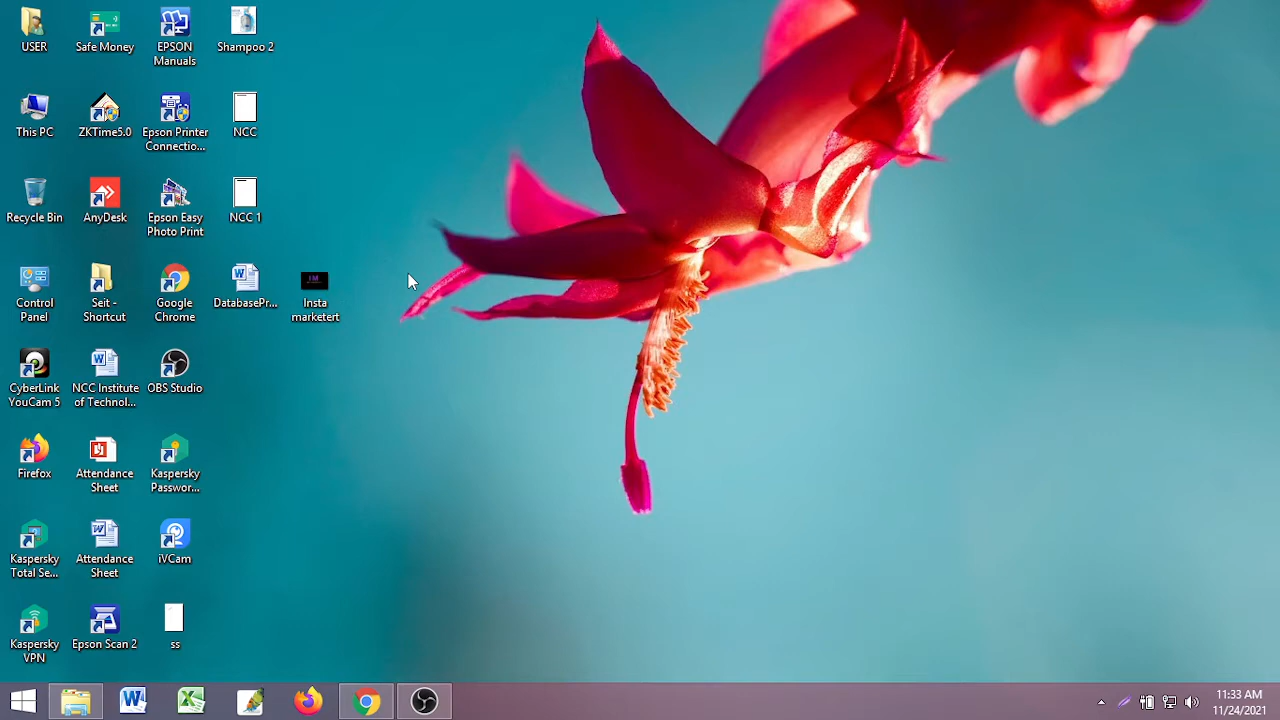 USER
Safe Money
EPSON
Manuals
Shampoo 2
This PC
ZKTime5.0
Epson Printer
Connectio...
NCC
Recycle Bin
AnyDesk
Epson Easy
Photo Print
NCC 1
Control
Panel
Seit -
Shortcut
Google
Chrome
DatabasePr...
IM
Insta
marketert
CyberLink
YouCam 5
NCC Institute
of Technol...
OBS Studio
Firefox
Attendance
Sheet
Kaspersky
Passwor...
Kaspersky
Total Se...
Attendance
Sheet
iVCam
Kaspersky
VPN
Epson Scan 2
ss
11:33 AM
11/24/2021